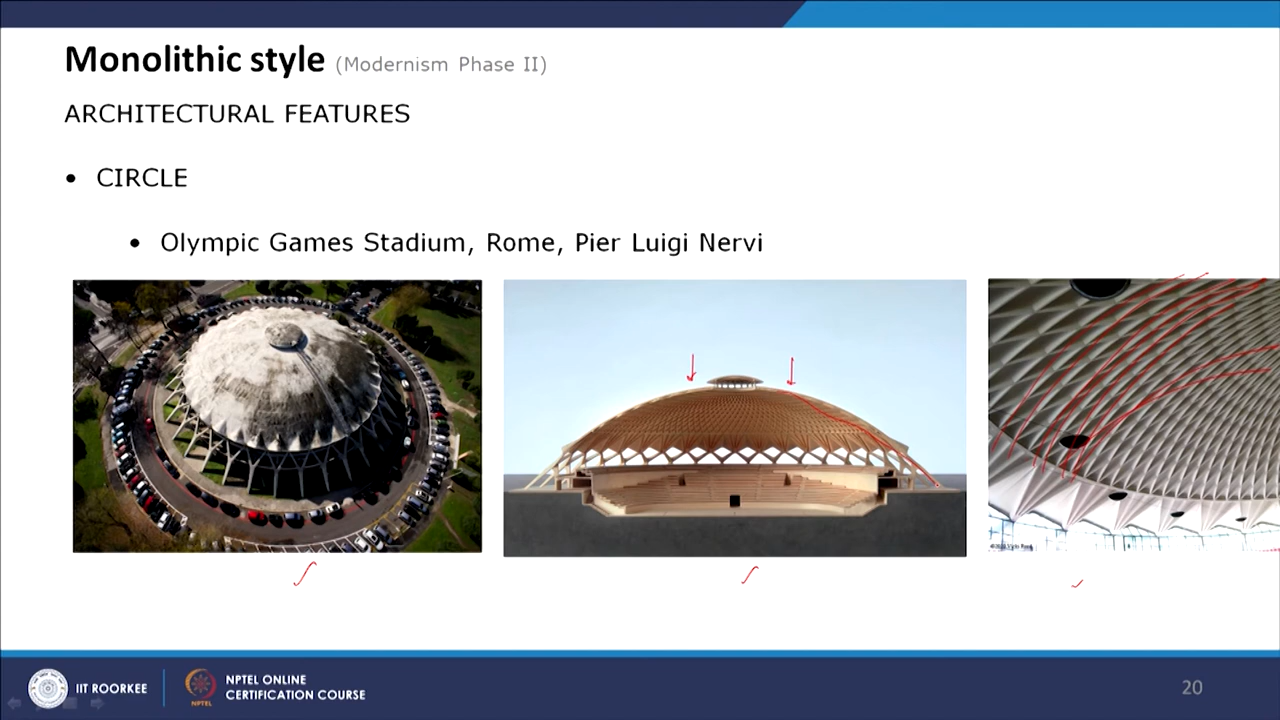 Monolithic style (Modernism Phase II)
ARCHITECTURAL FEATURES
• CIRCLE
• Olympic Games Stadium, Rome, Pier Luigi Nervi
IIT ROORKEE
NPTEL
NPTEL ONLINE
CERTIFICATION COURSE
20